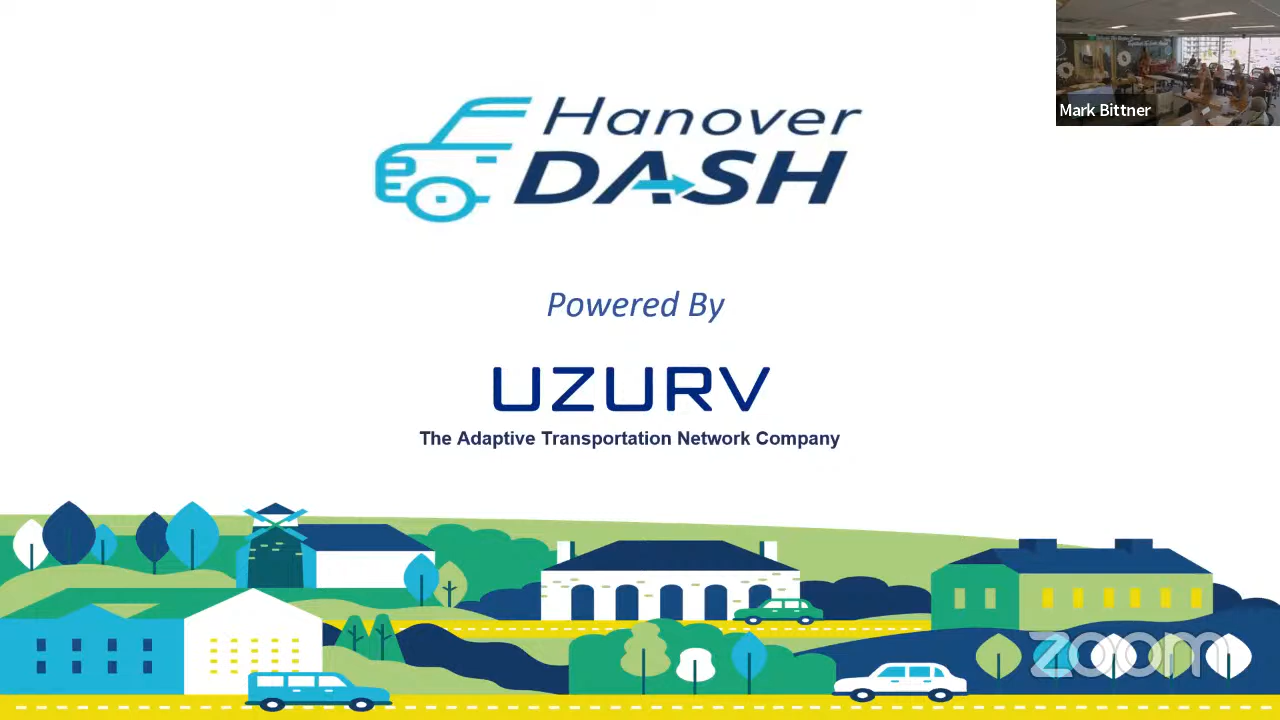 Mark Bittner
Hanover
DASH
Powered By
UZURV
The Adaptive Transportation Network Company
zoom